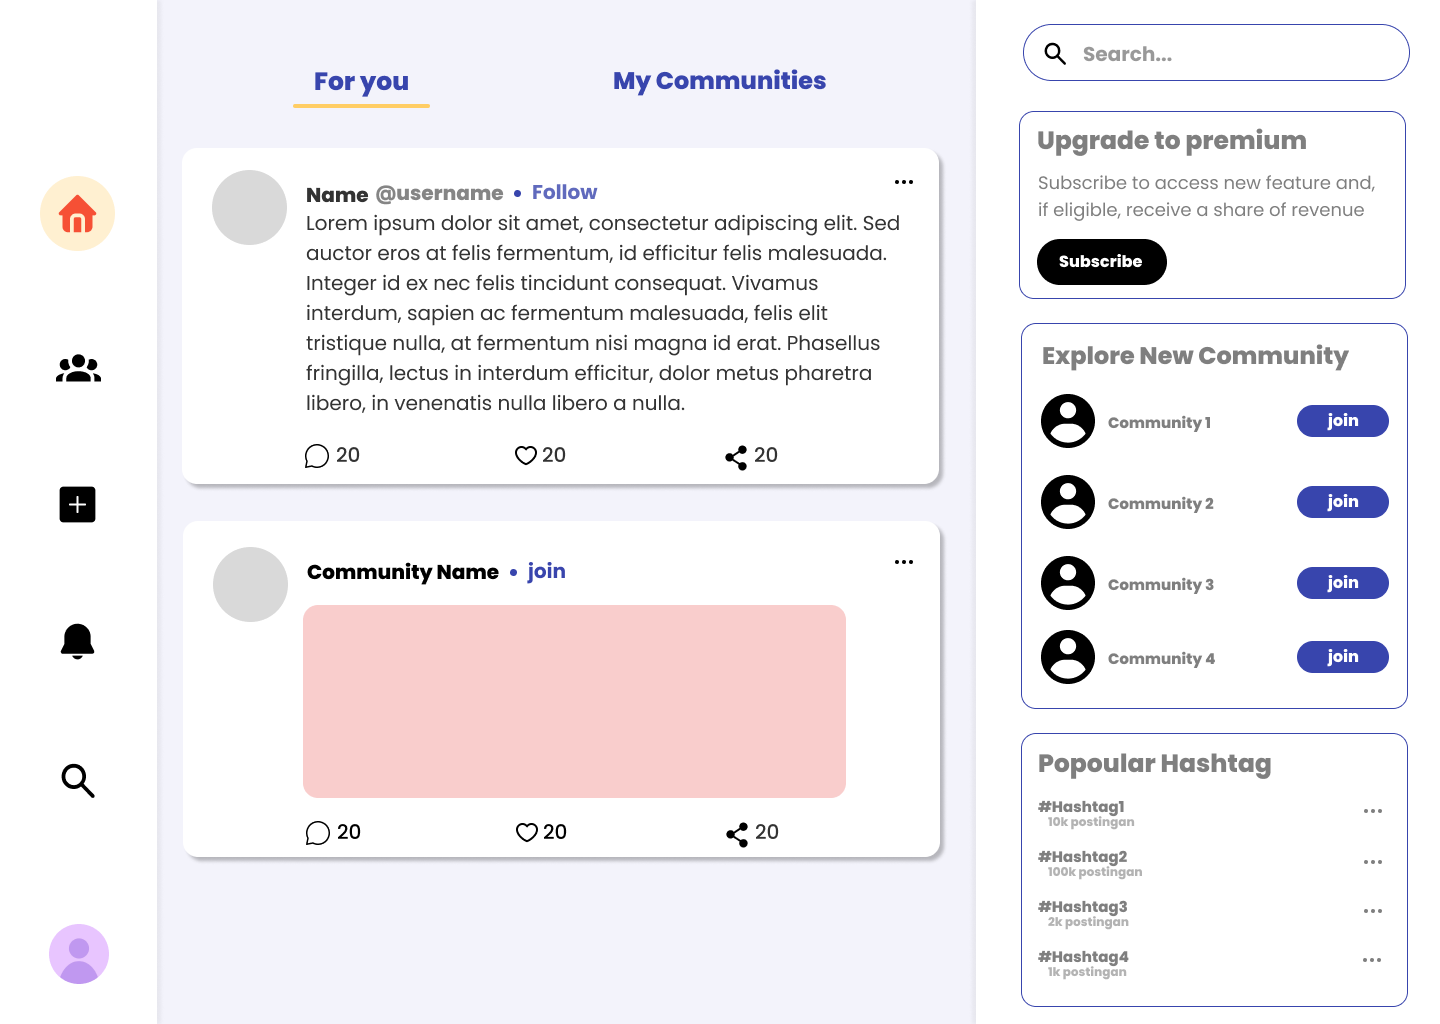 For you
My Communities
Name @username • Follow
Lorem ipsum dolor sit amet, consectetur adipiscing elit. Sed
auctor eros at felis fermentum, id efficitur felis malesuada.
Integer id ex nec felis tincidunt consequat. Vivamus
interdum, sapien ac fermentum malesuada, felis elit
tristique nulla, at fermentum nisi magna id erat. Phasellus
fringilla, lectus in interdum efficitur, dolor metus pharetra
libero, in venenatis nulla libero a nulla.
20
20
20
Community Name • join
20
20
20
Search...
Upgrade to premium
Subscribe to access new feature and,
if eligible, receive a share of revenue
Subscribe
Explore New Community
Community 1
join
Community 2
join
Community 3
join
Community 4
join
Popoular Hashtag
#Hashtag1
10k postingan
#Hashtag2
100k postingan
#Hashtag3
2k postingan
#Hashtag4
1k postingan